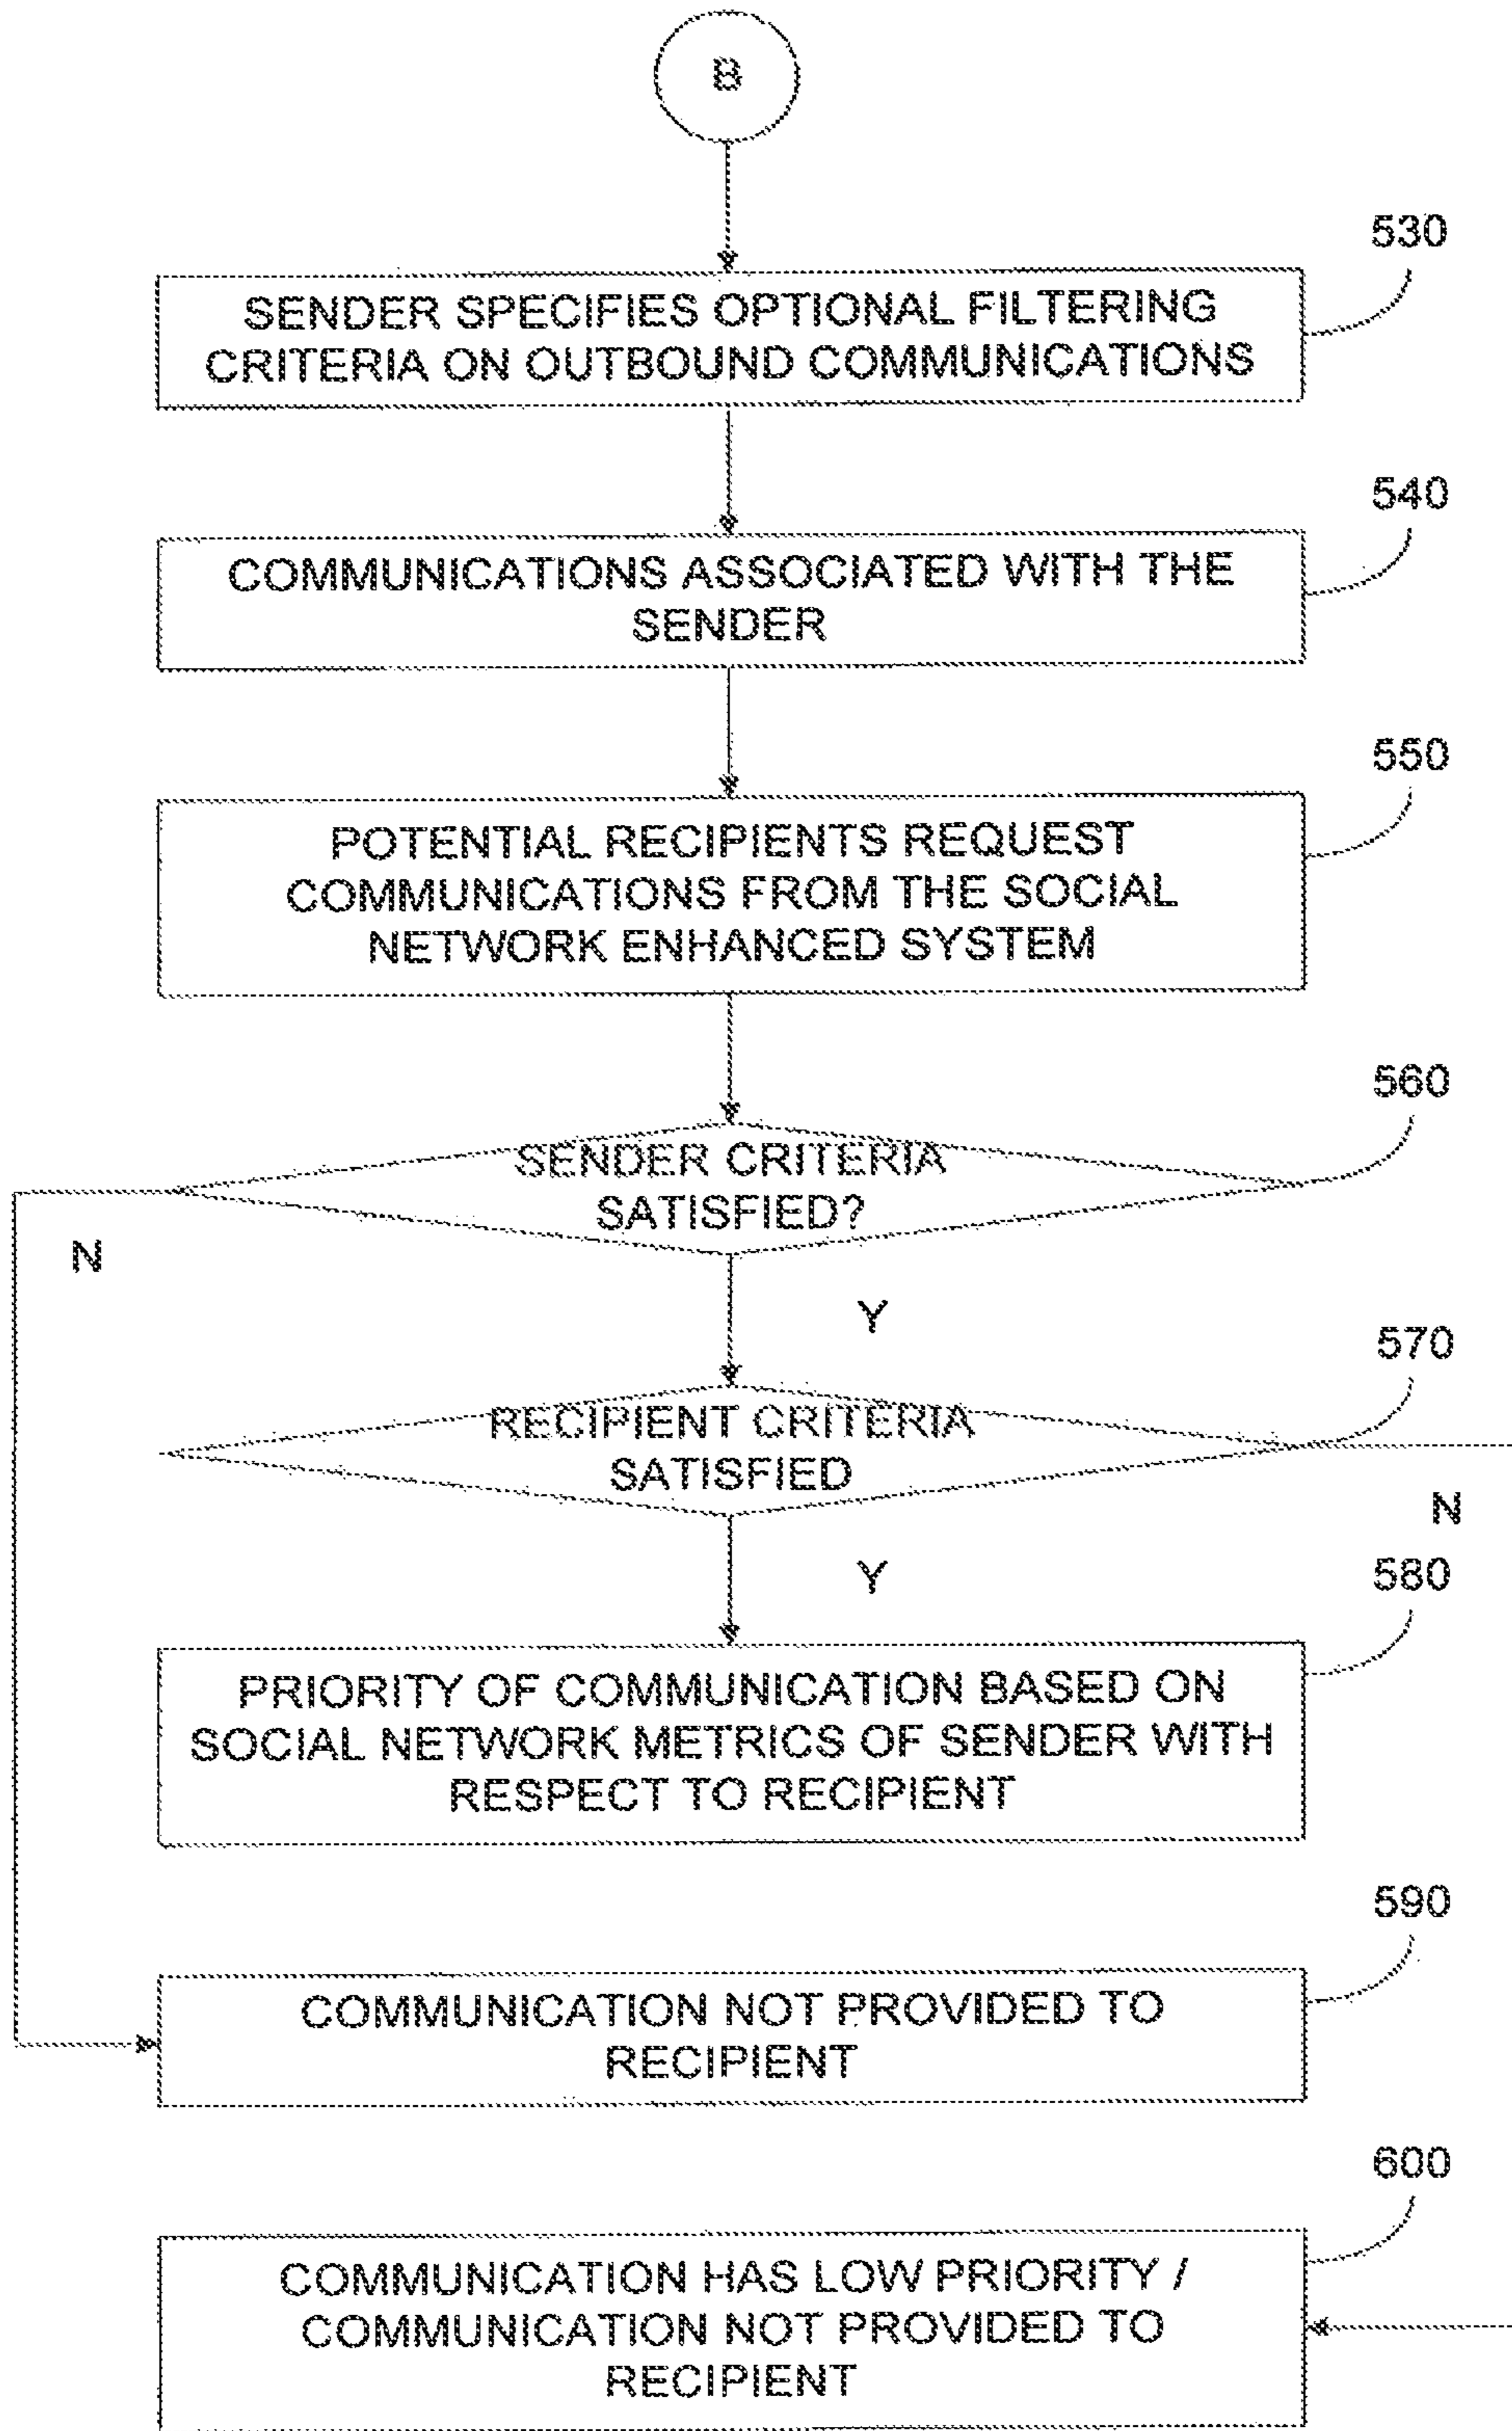 B
530
SENDER SPECIFIES OPTIONAL FILTERING
CRITERIA ON OUTBOUND COMMUNICATIONS
540
COMMUNICATIONS ASSOCIATED WITH THE
SENDER
550
POTENTIAL RECIPIENTS REQUEST
COMMUNICATIONS FROM THE SOCIAL
NETWORK ENHANCED SYSTEM
560
SENDER CRITERIA
SATISFIED?
N
Y
570
RECIPIENT CRITERIA
SATISFIED
N
Y
580
PRIORITY OF COMMUNICATION BASED ON
SOCIAL NETWORK METRICS OF SENDER WITH
RESPECT TO RECIPIENT
590
COMMUNICATION NOT PROVIDED TO
RECIPIENT
600
COMMUNICATION HAS LOW PRIORITY /
COMMUNICATION NOT PROVIDED TO
RECIPIENT